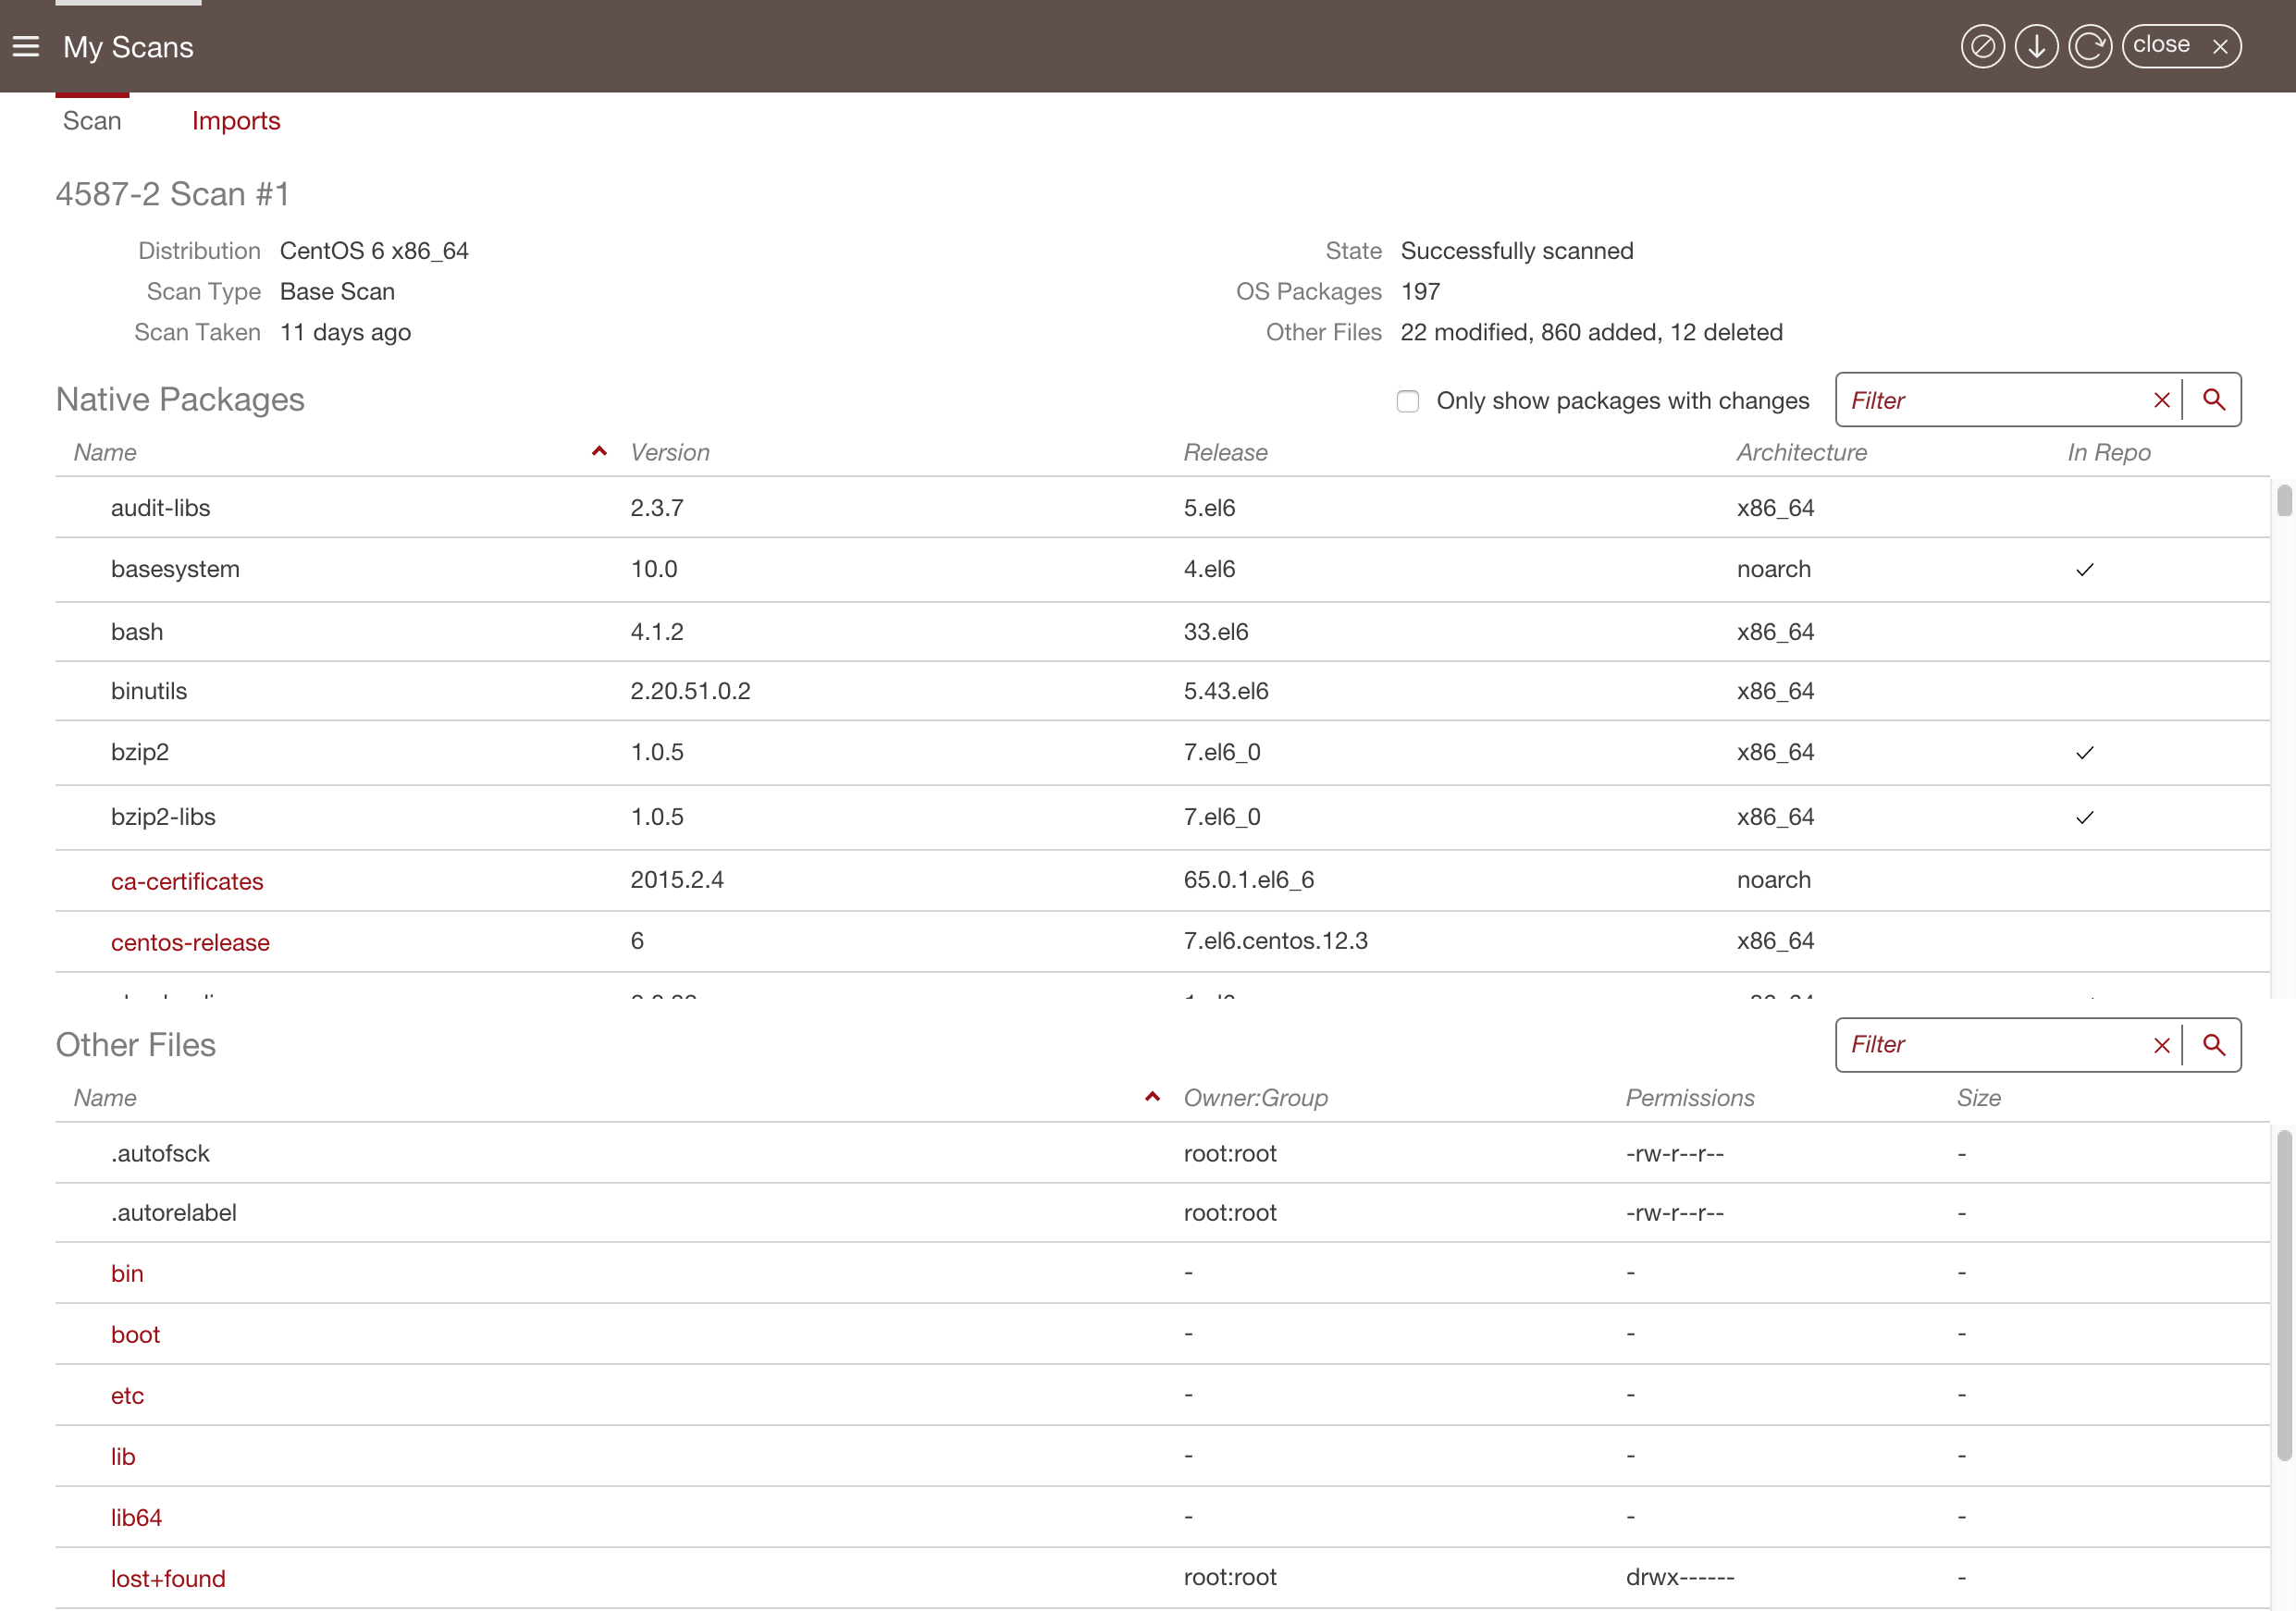 My Scans
close
Scan Imports
4587-2 Scan #1
Distribution CentOS 6 x86_64 State Successfully scanned
Scan Type Base Scan OS Packages 197
Scan Taken 11 days ago Other Files 22 modified, 860 added, 12 deleted
Native Packages Only show packages with changes Filter
Name Version Release Architecture In Repo
audit-libs 2.3.7 5.el6 x86_64
basesystem 10.0 4.el6 noarch
bash 4.1.2 33.el6 x86_64
binutils 2.20.51.0.2 5.43.el6 x86_64
bzip2 1.0.5 7.el6_0 x86_64
bzip2-libs 1.0.5 7.el6_0 x86_64
ca-certificates 2015.2.4 65.0.1.el6_6 noarch
centos-release 6 7.el6.centos.12.3 x86_64
Other Files Filter
Name Owner:Group Permissions Size
.autofsck root:root -rw-r--r-- -
.autorelabel root:root -rw-r--r-- -
bin - - -
boot - - -
etc - - -
lib - - -
lib64 - - -
lost+found root:root drwx------ -